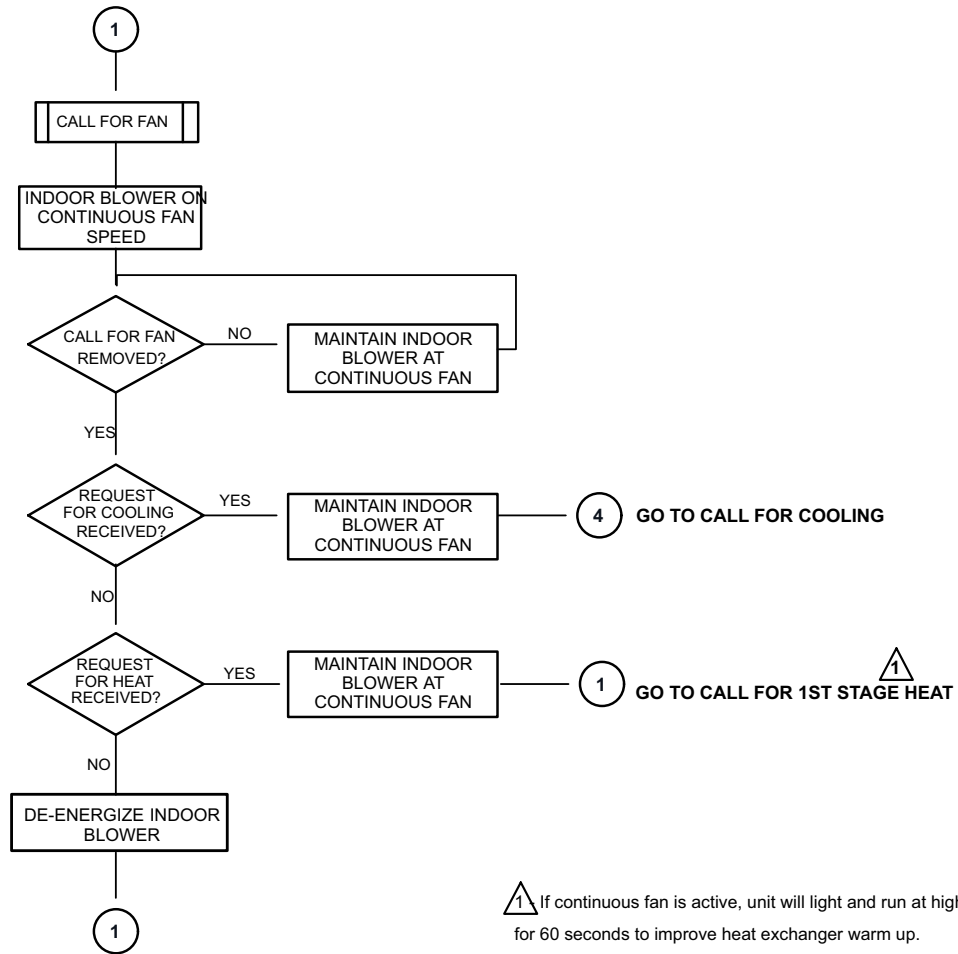 1
CALL FOR FAN
INDOOR BLOWER ON
CONTINUOUS FAN
SPEED
CALL FOR FAN
REMOVED?
NO
MAINTAIN INDOOR
BLOWER AT
CONTINUOUS FAN
YES
REQUEST
FOR COOLING
RECEIVED?
YES
MAINTAIN INDOOR
BLOWER AT
CONTINUOUS FAN
4
GO TO CALL FOR COOLING
NO
REQUEST
FOR HEAT
RECEIVED?
YES
MAINTAIN INDOOR
BLOWER AT
CONTINUOUS FAN
1
GO TO CALL FOR 1ST STAGE HEAT
1
NO
DE-ENERGIZE INDOOR
BLOWER
1
1 If continuous fan is active, unit will light and run at high
for 60 seconds to improve heat exchanger warm up.